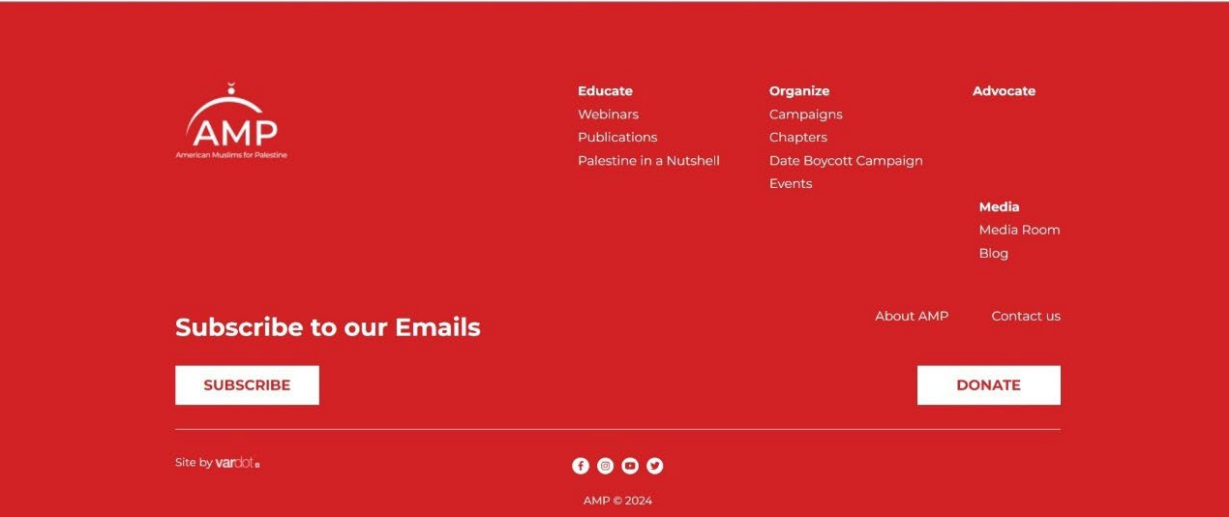 AMP
American Muslims for Palestine
Educate
Webinars
Publications
Palestine in a Nutshell
Organize
Campaigns
Chapters
Date Boycott Campaign
Events
Advocate
Media
Media Room
Blog
Subscribe to our Emails
SUBSCRIBE
About AMP
Contact us
DONATE
Site by vardot
AMP © 2024